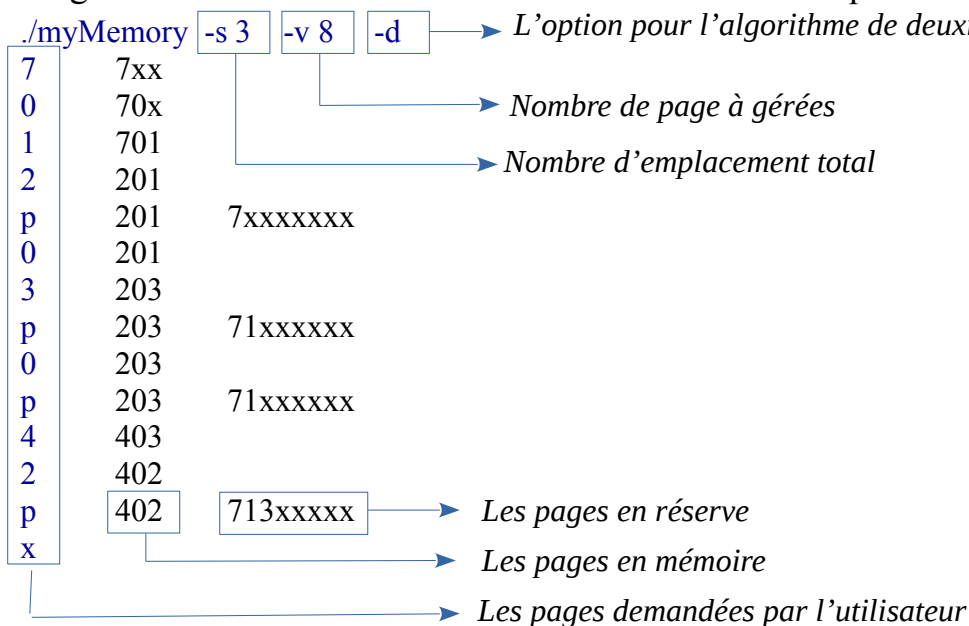 ./myMemory -s 3 -v 8 -d L'option pour l'algorithme de
7 7xx
0 70x Nombre de page à gérées
1 701
2 201 Nombre d'emplacement total
p 201 7xxxxxxx
0 201
3 203
p 203 71xxxxxx
0 203
p 203 71xxxxxx
4 403
2 402
p 402 713xxxxx Les pages en réserve
x Les pages en mémoire
Les pages demandées par l'utilisateur